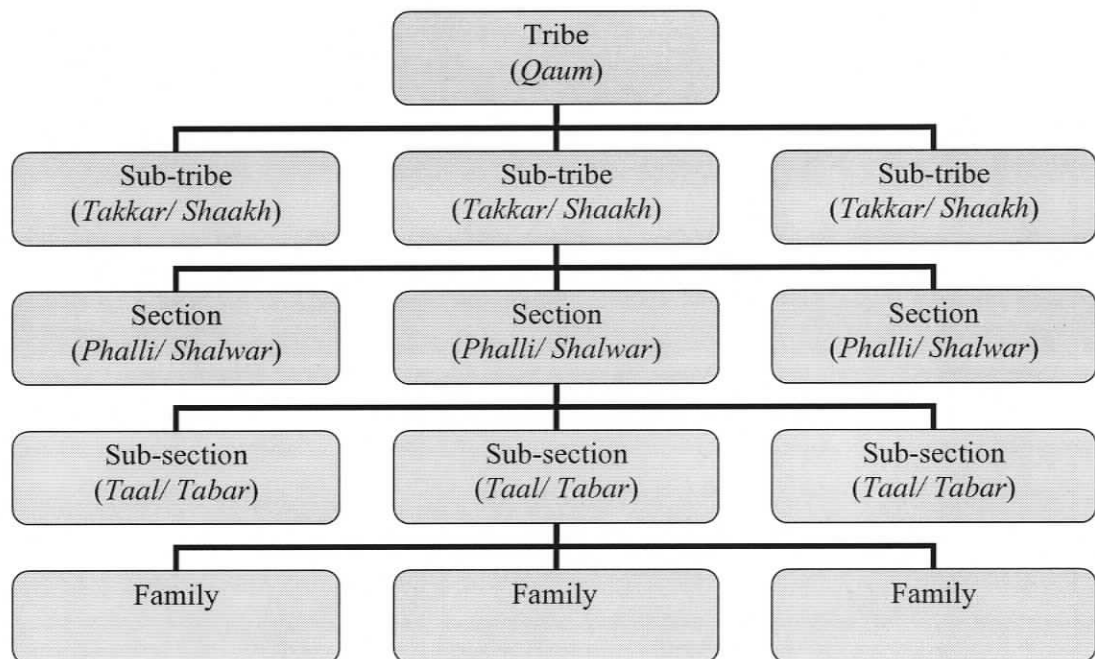 Tribe
(Qaum)
Sub-tribe
(Takkar/ Shaakh)
Sub-tribe
(Takkar/ Shaakh)
Sub-tribe
(Takkar/ Shaakh)
Section
(Phalli/ Shalwar)
Section
(Phalli/ Shalwar)
Section
(Phalli/ Shalwar)
Sub-section
(Taal/ Tabar)
Sub-section
(Taal/ Tabar)
Sub-section
(Taal/ Tabar)
Family
Family
Family